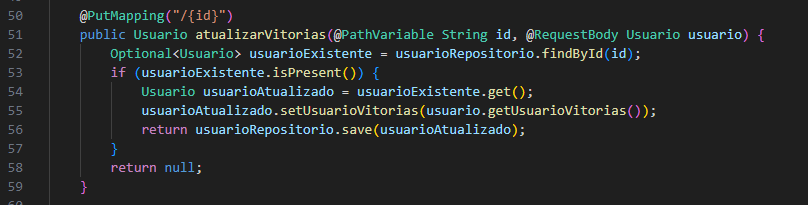 50 @PutMapping("/{id}")
51 public Usuario atualizarVitorias(@PathVariable String id, @RequestBody Usuario usuario) {
52 Optional<Usuario> usuarioExistente = usuarioRepositorio.findById(id);
53 if (usuarioExistente.isPresent()) {
54 Usuario usuarioAtualizado = usuarioExistente.get();
55 usuarioAtualizado.setUsuarioVitorias(usuario.getUsuarioVitorias());
56 return usuarioRepositorio.save(usuarioAtualizado);
57 }
58 return null;
59 }